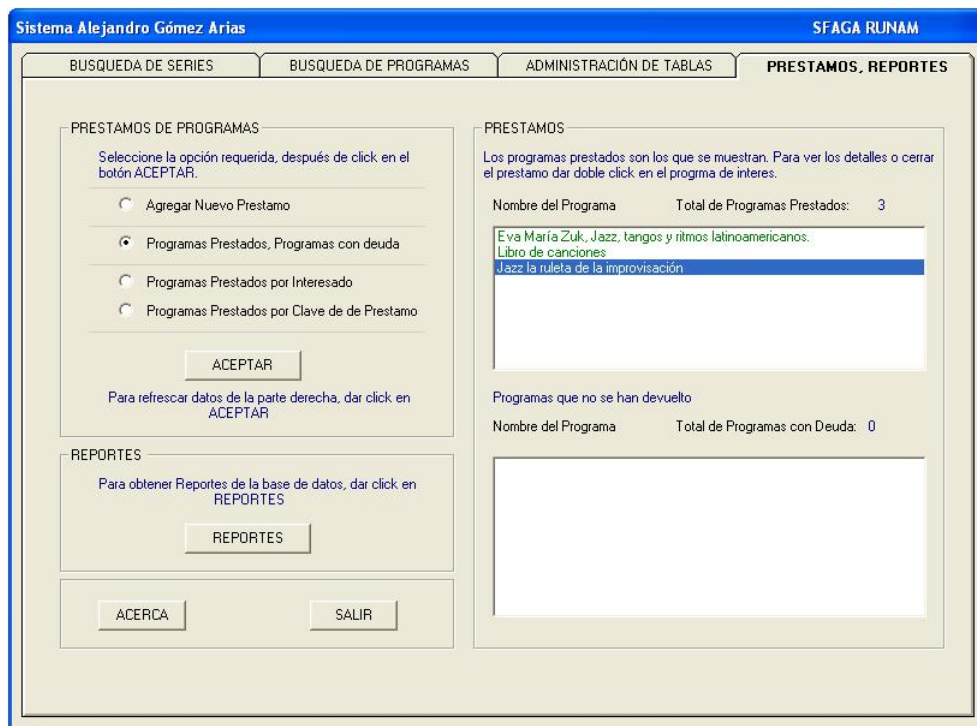 Sistema Alejandro Gómez Arias
SFAGA RUNAM
BUSQUEDA DE SERIES
BUSQUEDA DE PROGRAMAS
ADMINISTRACIÓN DE TABLAS
PRESTAMOS, REPORTES
PRESTAMOS DE PROGRAMAS
Seleccione la opción requerida, después de click en el
botón ACEPTAR.
Agregar Nuevo Prestamo
Programas Prestados, Programas con deuda
Programas Prestados por Interesado
Programas Prestados por Clave de de Prestamo
ACEPTAR
Para refrescar datos de la parte derecha, dar click en
ACEPTAR
REPORTES
Para obtener Reportes de la base de datos, dar click en
REPORTES
REPORTES
ACERCA
SALIR
PRESTAMOS
Los programas prestados son los que se muestran. Para ver los detalles o cerrar
el prestamo dar doble click en el progrma de interes.
Nombre del Programa
Total de Programas Prestados: 3
Eva María Zuk, Jazz, tangos y ritmos latinoamericanos.
Libro de canciones
Jazz la ruleta de la improvisación
Programas que no se han devuelto
Nombre del Programa
Total de Programas con Deuda: 0